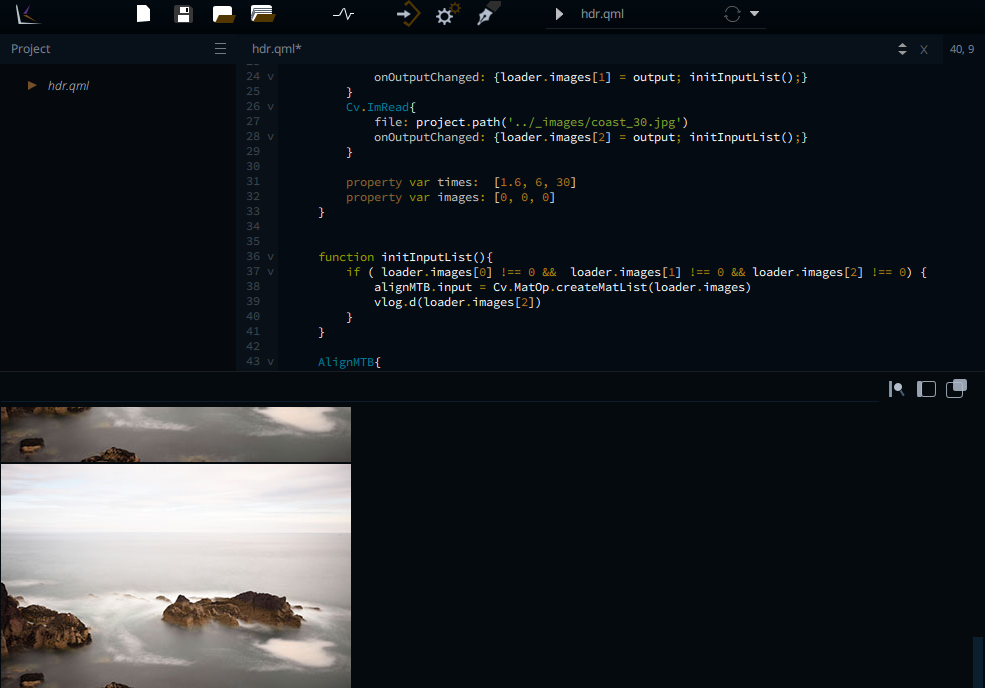 hdr.qml
Project
hdr.qml*
X
40, 9
hdr.qml
24 v onOutputChanged: {loader.images[1] = output; initInputList();}
25 }
26 v Cv.ImRead{
27 file: project.path('../_images/coast_30.jpg')
28 v onOutputChanged: {loader.images[2] = output; initInputList();}
29 }
30
31 property var times:  [1.6, 6, 30]
32 property var images: [0, 0, 0]
33 }
34
35
36 v function initInputList(){
37 v if ( loader.images[0] !== 0 &&  loader.images[1] !== 0 && loader.images[2] !== 0) {
38 alignMTB.input = Cv.MatOp.createMatList(loader.images)
39 vlog.d(loader.images[2])
40 }
41 }
42
43 v AlignMTB{